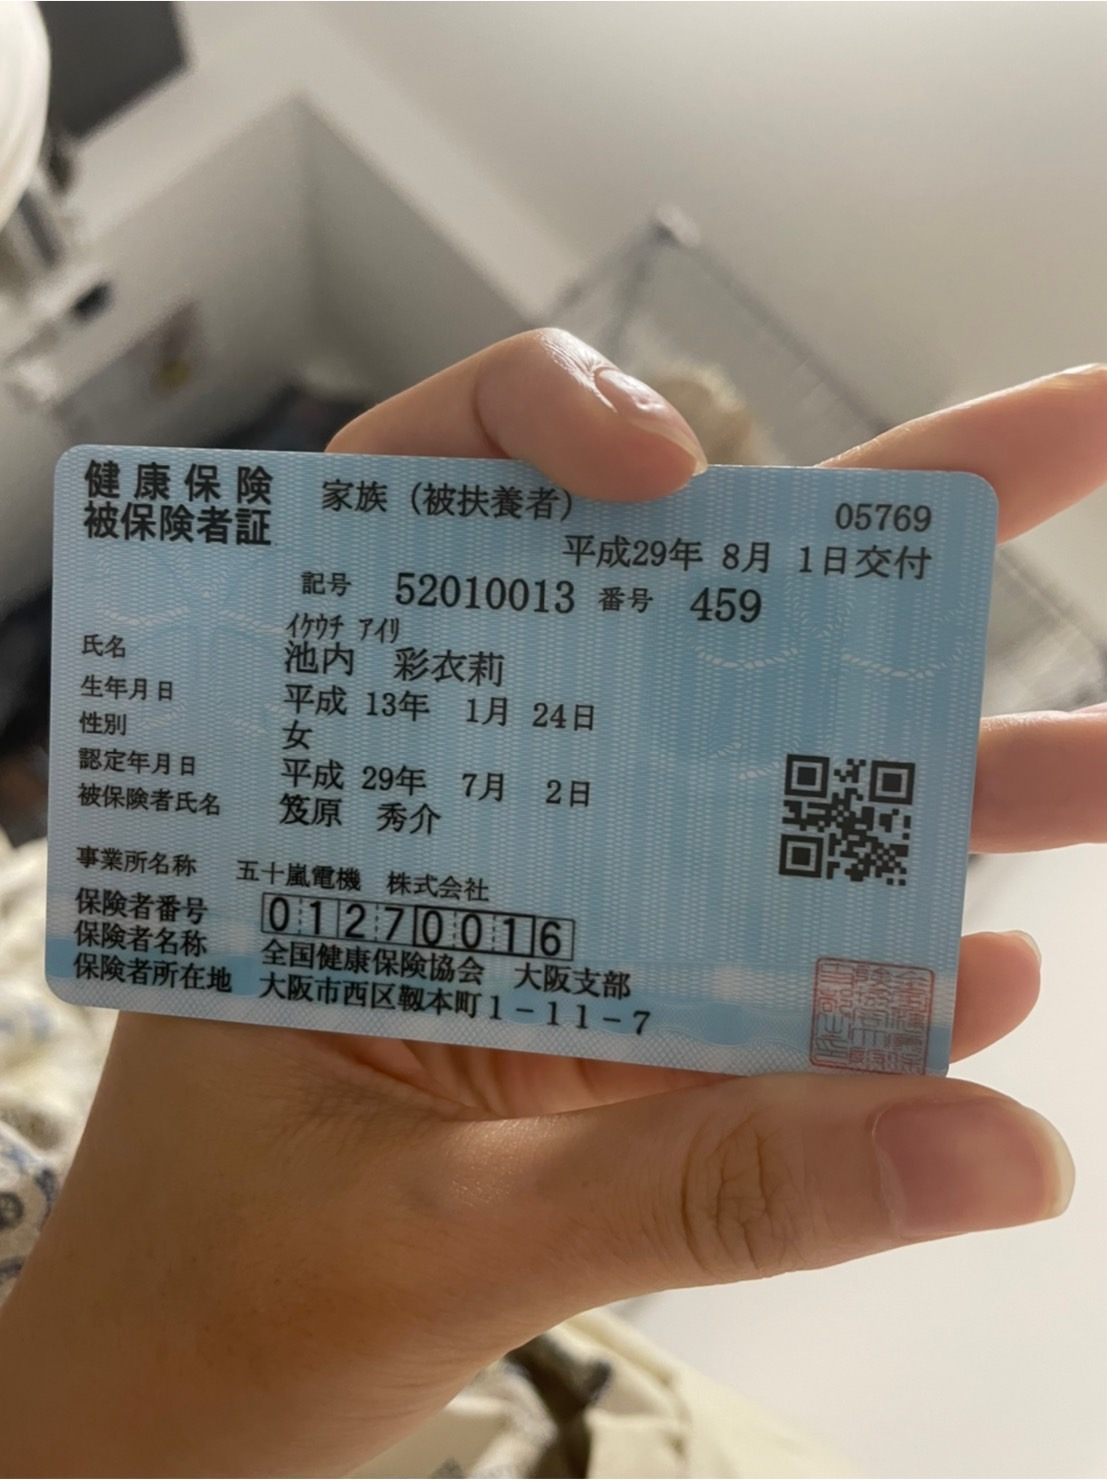 健康保険 家族（被扶養者） 05769
被保険者証 平成29年 8月 1日交付
記号 52010013 番号 459
ｲｹｳﾁ ｱｲﾘ
氏名 池内 彩衣莉
生年月日 平成 13年 1月 24日
性別 女
認定年月日 平成 29年 7月 2日
被保険者氏名 笈原 秀介
事業所名称 五十嵐電機 株式会社
保険者番号 01270016
保険者名称 全国健康保険協会 大阪支部
保険者所在地 大阪市西区靱本町1-11-7